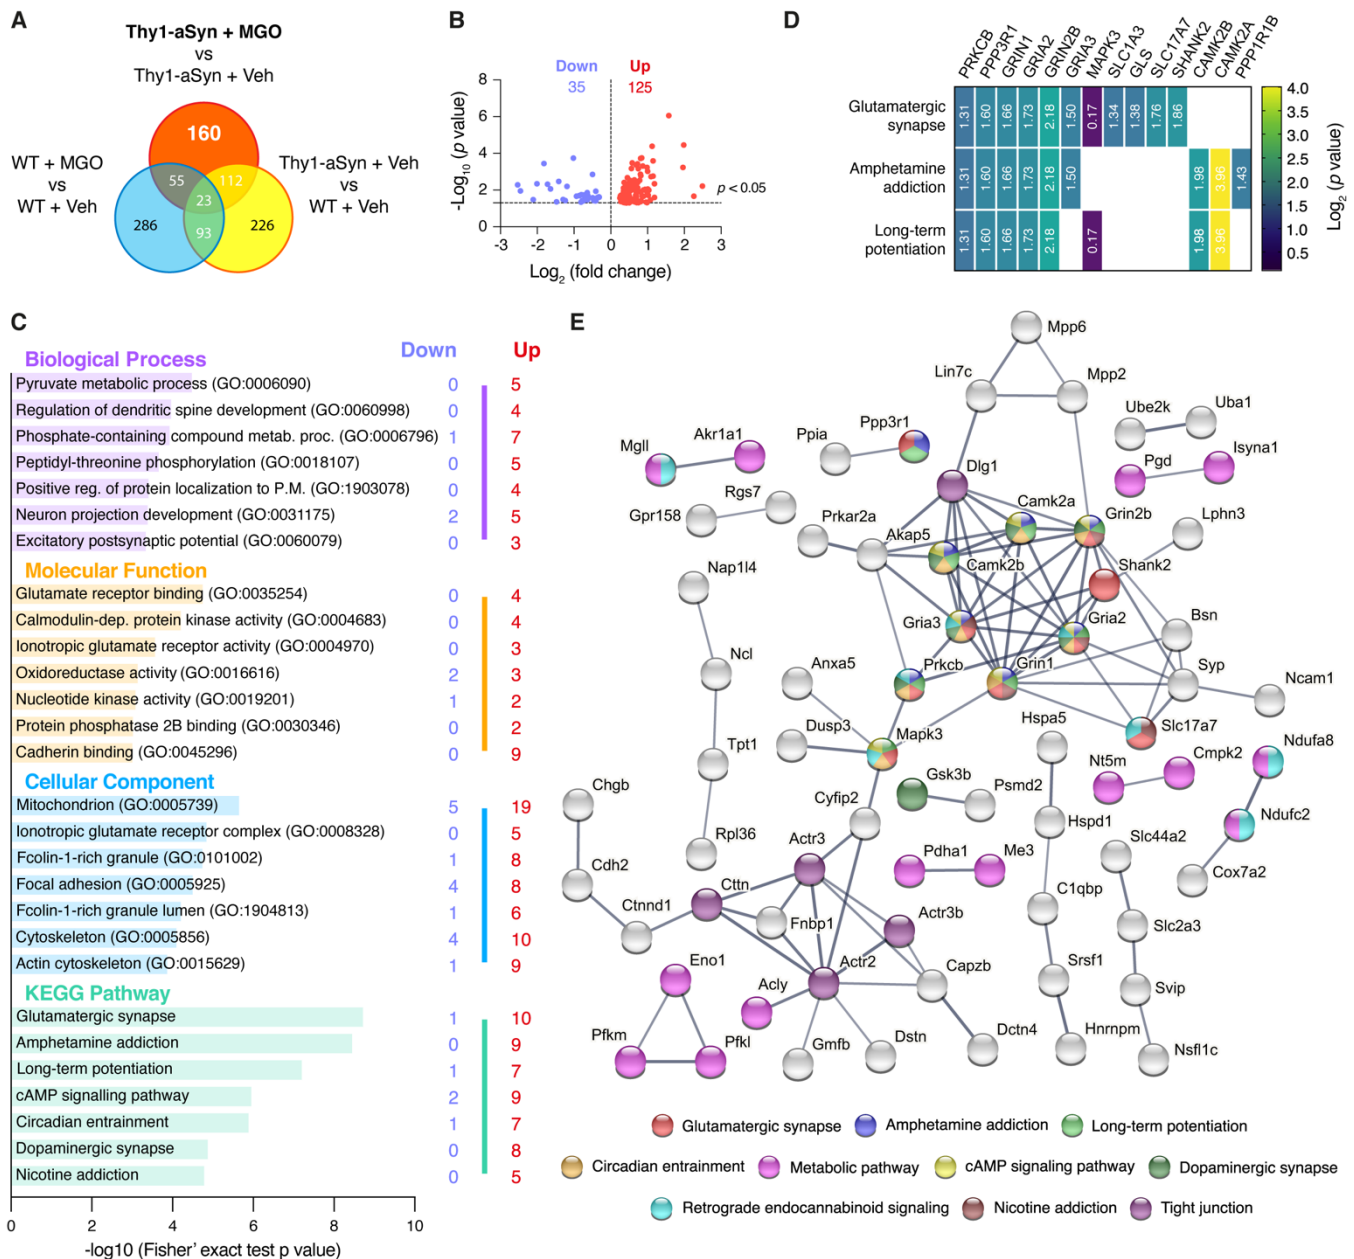 A
Thy1-aSyn + MGO
vs
Thy1-aSyn + Veh
160
WT + MGO
vs
WT + Veh
Thy1-aSyn + Veh
vs
WT + Veh
55
112
23
286
93
226
B
Down
35
Up
125
8
6
4
2
0
-Log10 (p value)
p < 0.05
-3 -2 -1 0 1 2 3
Log2 (fold change)
D
PRKCB PPP3R1 GRIN1 GRIA2 GRIN2B GRIA3 MAPK3 SLC1A3 GLS SLC17A7 SHANK2 CAMK2B CAMK2A PPP1R1B
Glutamatergic
synapse
1.31 1.60 1.66 1.73 2.18 1.50 0.17 1.34 1.38 1.76 1.86
Amphetamine
addiction
1.31 1.60 1.66 1.73 2.18 1.50 1.98 3.96 1.43
Long-term
potentiation
1.31 1.60 1.66 1.73 2.18 0.17 1.98 3.96
4.0
3.5
3.0
2.5
2.0
1.5
1.0
0.5
Log2 (p value)
C
Down Up
Biological Process
Pyruvate metabolic process (GO:0006090) 0 5
Regulation of dendritic spine development (GO:0060998) 0 4
Phosphate-containing compound metab. proc. (GO:0006796) 1 7
Peptidyl-threonine phosphorylation (GO:0018107) 0 5
Positive reg. of protein localization to P.M. (GO:1903078) 0 4
Neuron projection development (GO:0031175) 2 5
Excitatory postsynaptic potential (GO:0060079) 0 3
Molecular Function
Glutamate receptor binding (GO:0035254) 0 4
Calmodulin-dep. protein kinase activity (GO:0004683) 0 4
Ionotropic glutamate receptor activity (GO:0004970) 0 3
Oxidoreductase activity (GO:0016616) 2 3
Nucleotide kinase activity (GO:0019201) 1 2
Protein phosphatase 2B binding (GO:0030346) 0 2
Cadherin binding (GO:0045296) 0 9
Cellular Component
Mitochondrion (GO:0005739) 5 19
Ionotropic glutamate receptor complex (GO:0008328) 0 5
Fcolin-1-rich granule (GO:0101002) 1 8
Focal adhesion (GO:0005925) 4 8
Fcolin-1-rich granule lumen (GO:1904813) 1 6
Cytoskeleton (GO:0005856) 4 10
Actin cytoskeleton (GO:0015629) 1 9
KEGG Pathway
Glutamatergic synapse 1 10
Amphetamine addiction 0 9
Long-term potentiation 1 7
cAMP signalling pathway 2 9
Circadian entrainment 1 7
Dopaminergic synapse 0 8
Nicotine addiction 0 5
0 2 4 6 8 10
-log10 (Fisher' exact test p value)
E
Mpp6
Lin7c
Mpp2
Ube2k
Uba1
Mgll
Akr1a1
Ppia
Ppp3r1
Pgd
Isyna1
Dlg1
Gpr158
Rgs7
Prkar2a
Akap5
Camk2a
Grin2b
Lphn3
Camk2b
Shank2
Nap1l4
Gria3
Gria2
Bsn
Ncl
Anxa5
Prkcb
Grin1
Syp
Ncam1
Dusp3
Mapk3
Hspa5
Slc17a7
Tpt1
Gsk3b
Psmd2
Nt5m
Cmpk2
Ndufa8
Chgb
Cyfip2
Hspd1
Ndufc2
Rpl36
Actr3
Pdha1
Me3
Slc44a2
Cox7a2
Cdh2
Cttn
C1qbp
Ctnnd1
Fnbp1
Actr3b
Slc2a3
Eno1
Acly
Actr2
Capzb
Srsf1
Svip
Pfkm
Pfkl
Gmfb
Dstn
Dctn4
Hnrnpm
Nsfl1c
Glutamatergic synapse Amphetamine addiction Long-term potentiation
Circadian entrainment Metabolic pathway cAMP signaling pathway Dopaminergic synapse
Retrograde endocannabinoid signaling Nicotine addiction Tight junction